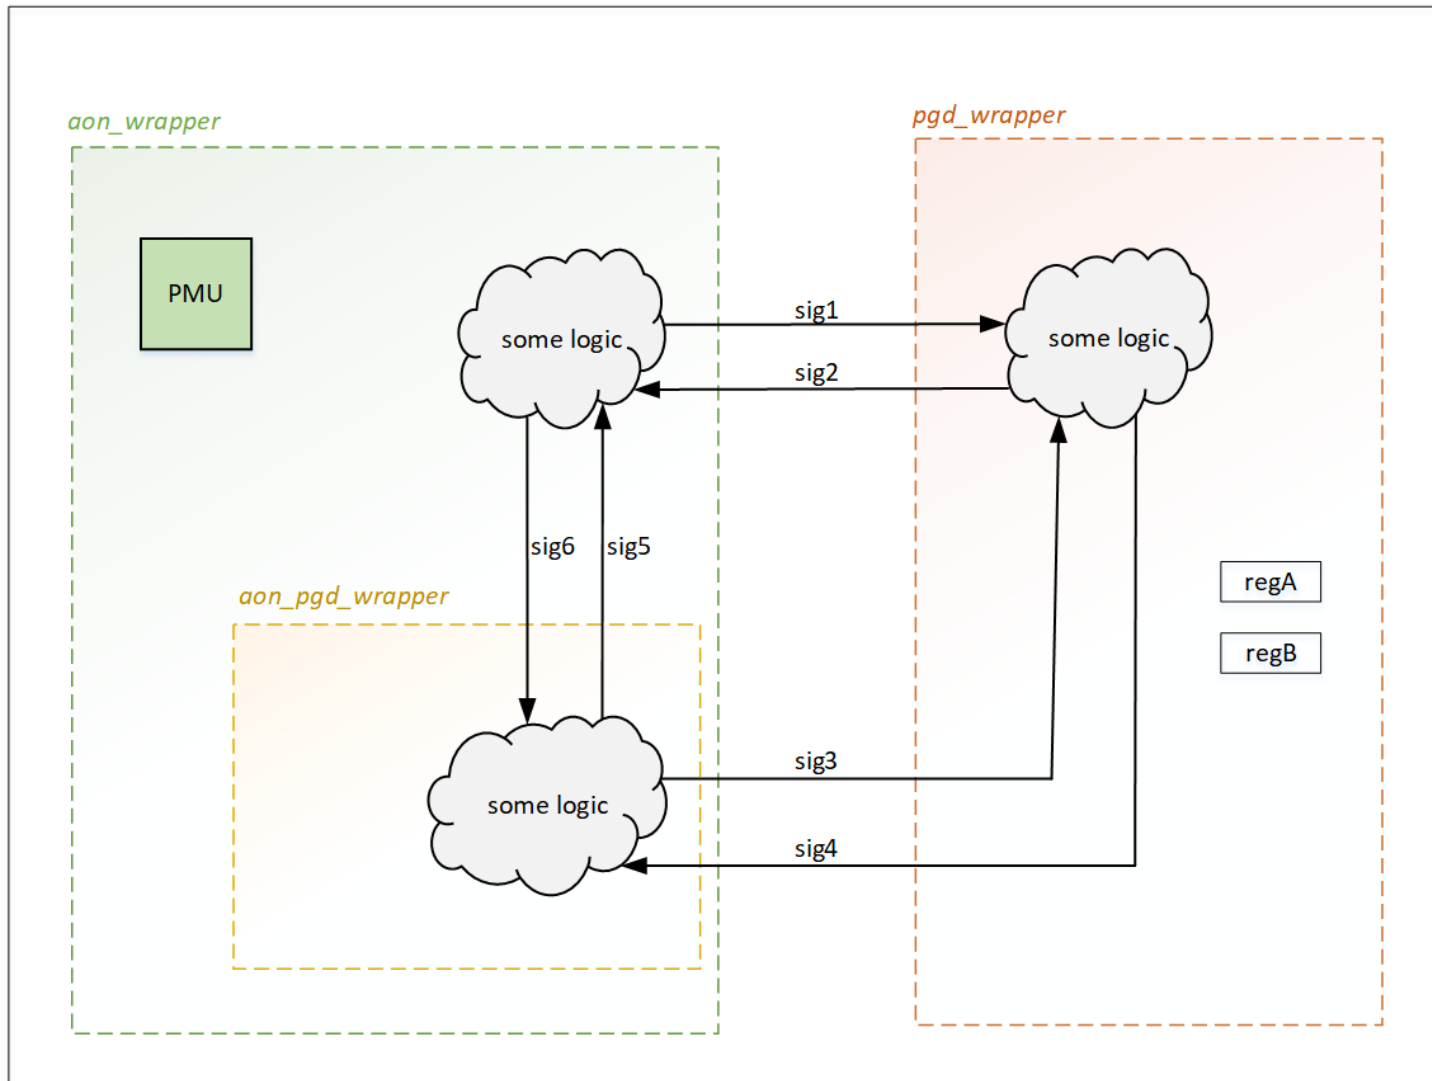 aon_wrapper
pgd_wrapper
PMU
some logic
sig1
some logic
sig2
sig6
sig5
aon_pgd_wrapper
regA
regB
sig3
some logic
sig4